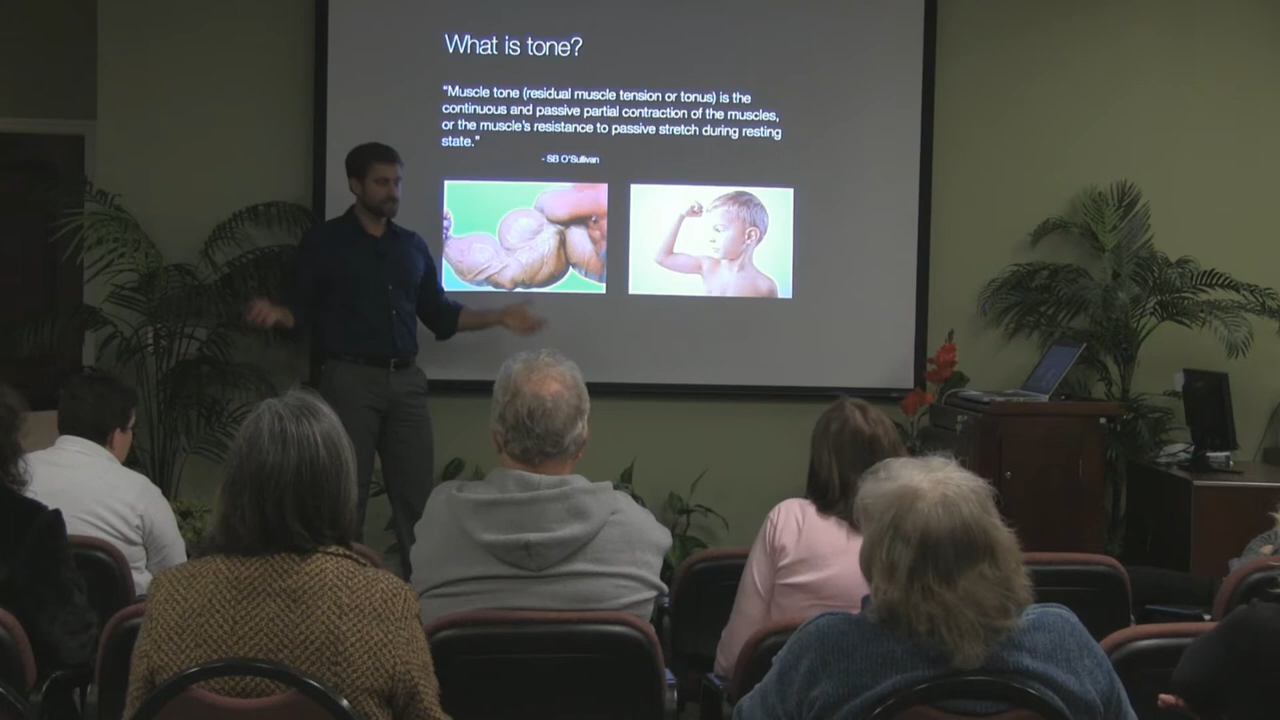 What is tone?
“Muscle tone (residual muscle tension or tonus) is the
continuous and passive partial contraction of the muscles,
or the muscle’s resistance to passive stretch during resting
state.”
- SB O’Sullivan